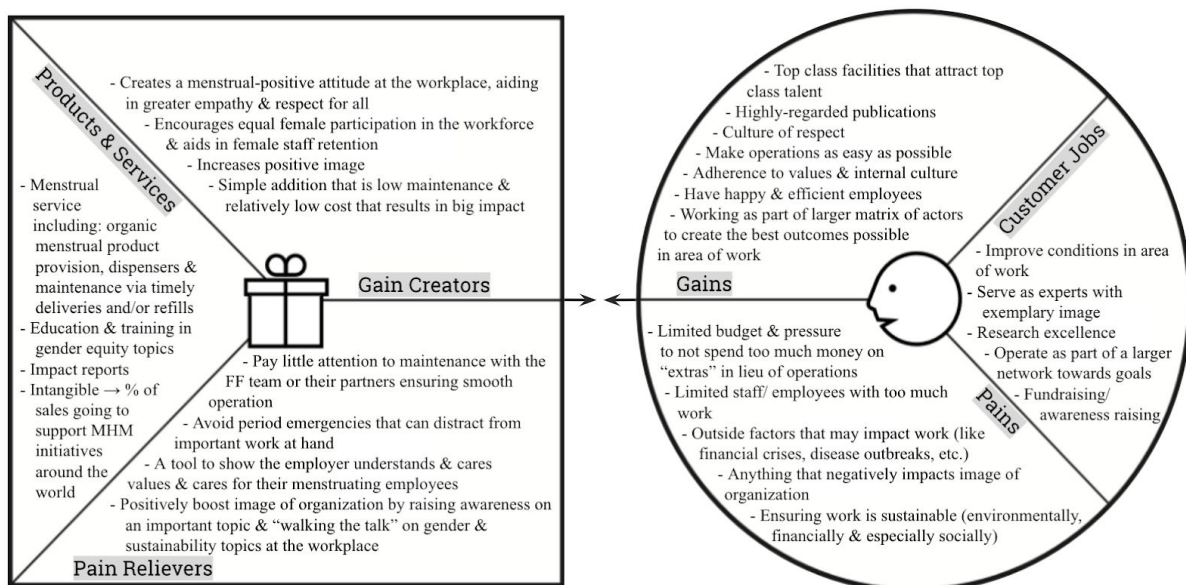 Products & Services
- Creates a menstrual-positive attitude at the workplace, aiding
in greater empathy & respect for all
- Encourages equal female participation in the workforce
& aids in female staff retention
- Increases positive image
- Simple addition that is low maintenance &
relatively low cost that results in big impact
Gain Creators
- Menstrual
service
including: organic
menstrual product
provision, dispensers &
maintenance via timely
deliveries and/or refills
- Education & training in
gender equity topics
- Impact reports
- Intangible → % of
sales going to
support MHM
initiatives
around the
world
- Pay little attention to maintenance with the
FF team or their partners ensuring smooth
operation
- Avoid period emergencies that can distract from
important work at hand
- A tool to show the employer understands & cares
values & cares for their menstruating employees
- Positively boost image of organization by raising awareness on
an important topic & “walking the talk” on gender &
sustainability topics at the workplace
Pain Relievers
- Top class facilities that attract top
class talent
- Highly-regarded publications
- Culture of respect
- Make operations as easy as possible
- Adherence to values & internal culture
- Have happy & efficient employees
- Working as part of larger matrix of actors
to create the best outcomes possible
in area of work
Gains
Customer Jobs
- Improve conditions in area
of work
- Serve as experts with
exemplary image
- Research excellence
- Operate as part of a larger
network towards goals
- Fundraising/
awareness raising
Pains
- Limited budget & pressure
to not spend too much money on
“extras” in lieu of operations
- Limited staff/ employees with too much
work
- Outside factors that may impact work (like
financial crises, disease outbreaks, etc.)
- Anything that negatively impacts image of
organization
- Ensuring work is sustainable (environmentally,
financially & especially socially)